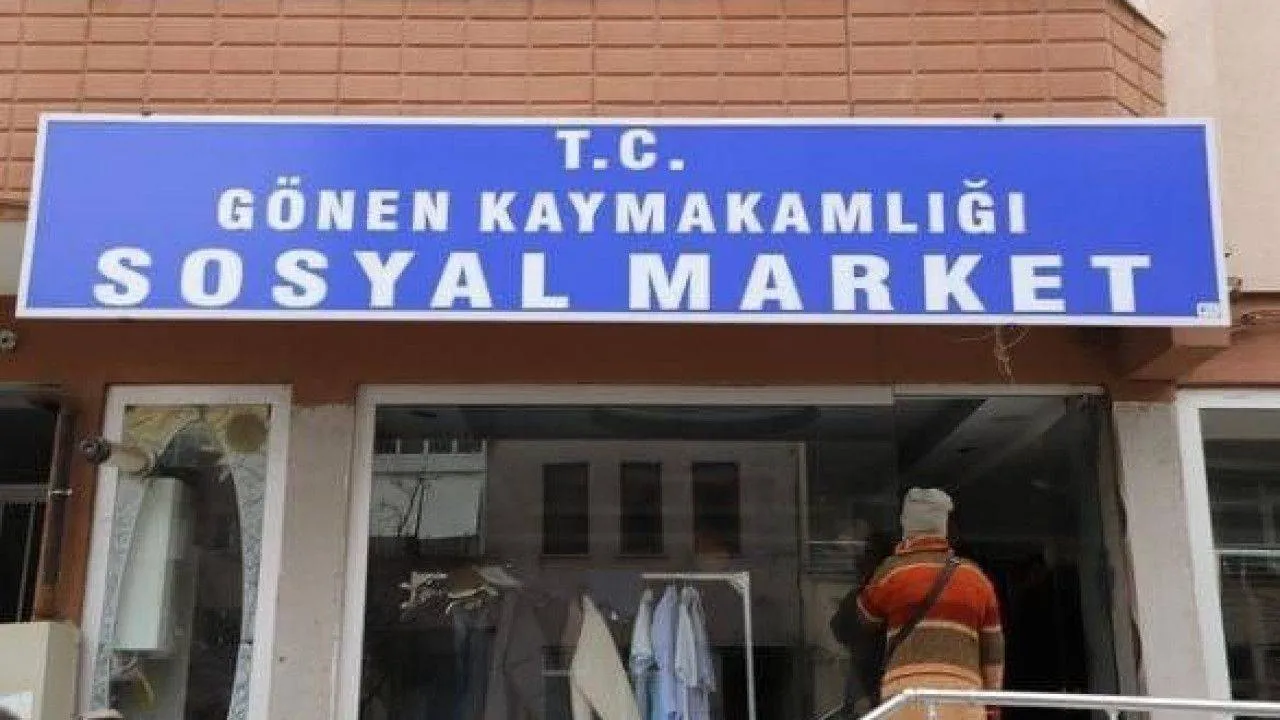 T.C.
GÖNEN KAYMAKAMLIĞI
SOSYAL MARKET